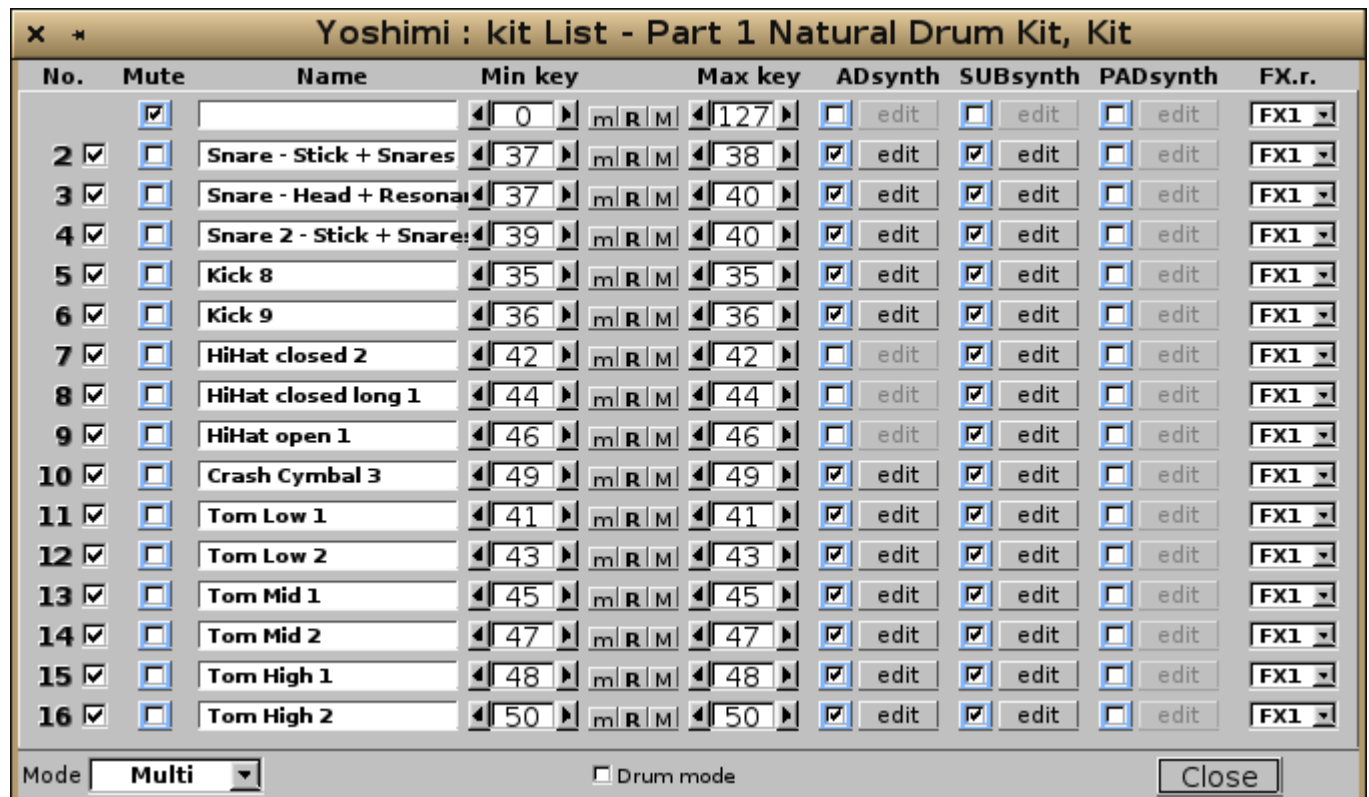 Yoshimi : kit List - Part 1 Natural Drum Kit, Kit
No. Mute Name Min key Max key ADsynth SUBsynth PADsynth FX.r.
0 m R M 127 edit edit edit FX1
2 Snare - Stick + Snares 37 m R M 38 edit edit edit FX1
3 Snare - Head + Resona 37 m R M 40 edit edit edit FX1
4 Snare 2 - Stick + Snare 39 m R M 40 edit edit edit FX1
5 Kick 8 35 m R M 35 edit edit edit FX1
6 Kick 9 36 m R M 36 edit edit edit FX1
7 HiHat closed 2 42 m R M 42 edit edit edit FX1
8 HiHat closed long 1 44 m R M 44 edit edit edit FX1
9 HiHat open 1 46 m R M 46 edit edit edit FX1
10 Crash Cymbal 3 49 m R M 49 edit edit edit FX1
11 Tom Low 1 41 m R M 41 edit edit edit FX1
12 Tom Low 2 43 m R M 43 edit edit edit FX1
13 Tom Mid 1 45 m R M 45 edit edit edit FX1
14 Tom Mid 2 47 m R M 47 edit edit edit FX1
15 Tom High 1 48 m R M 48 edit edit edit FX1
16 Tom High 2 50 m R M 50 edit edit edit FX1
Mode Multi Drum mode Close